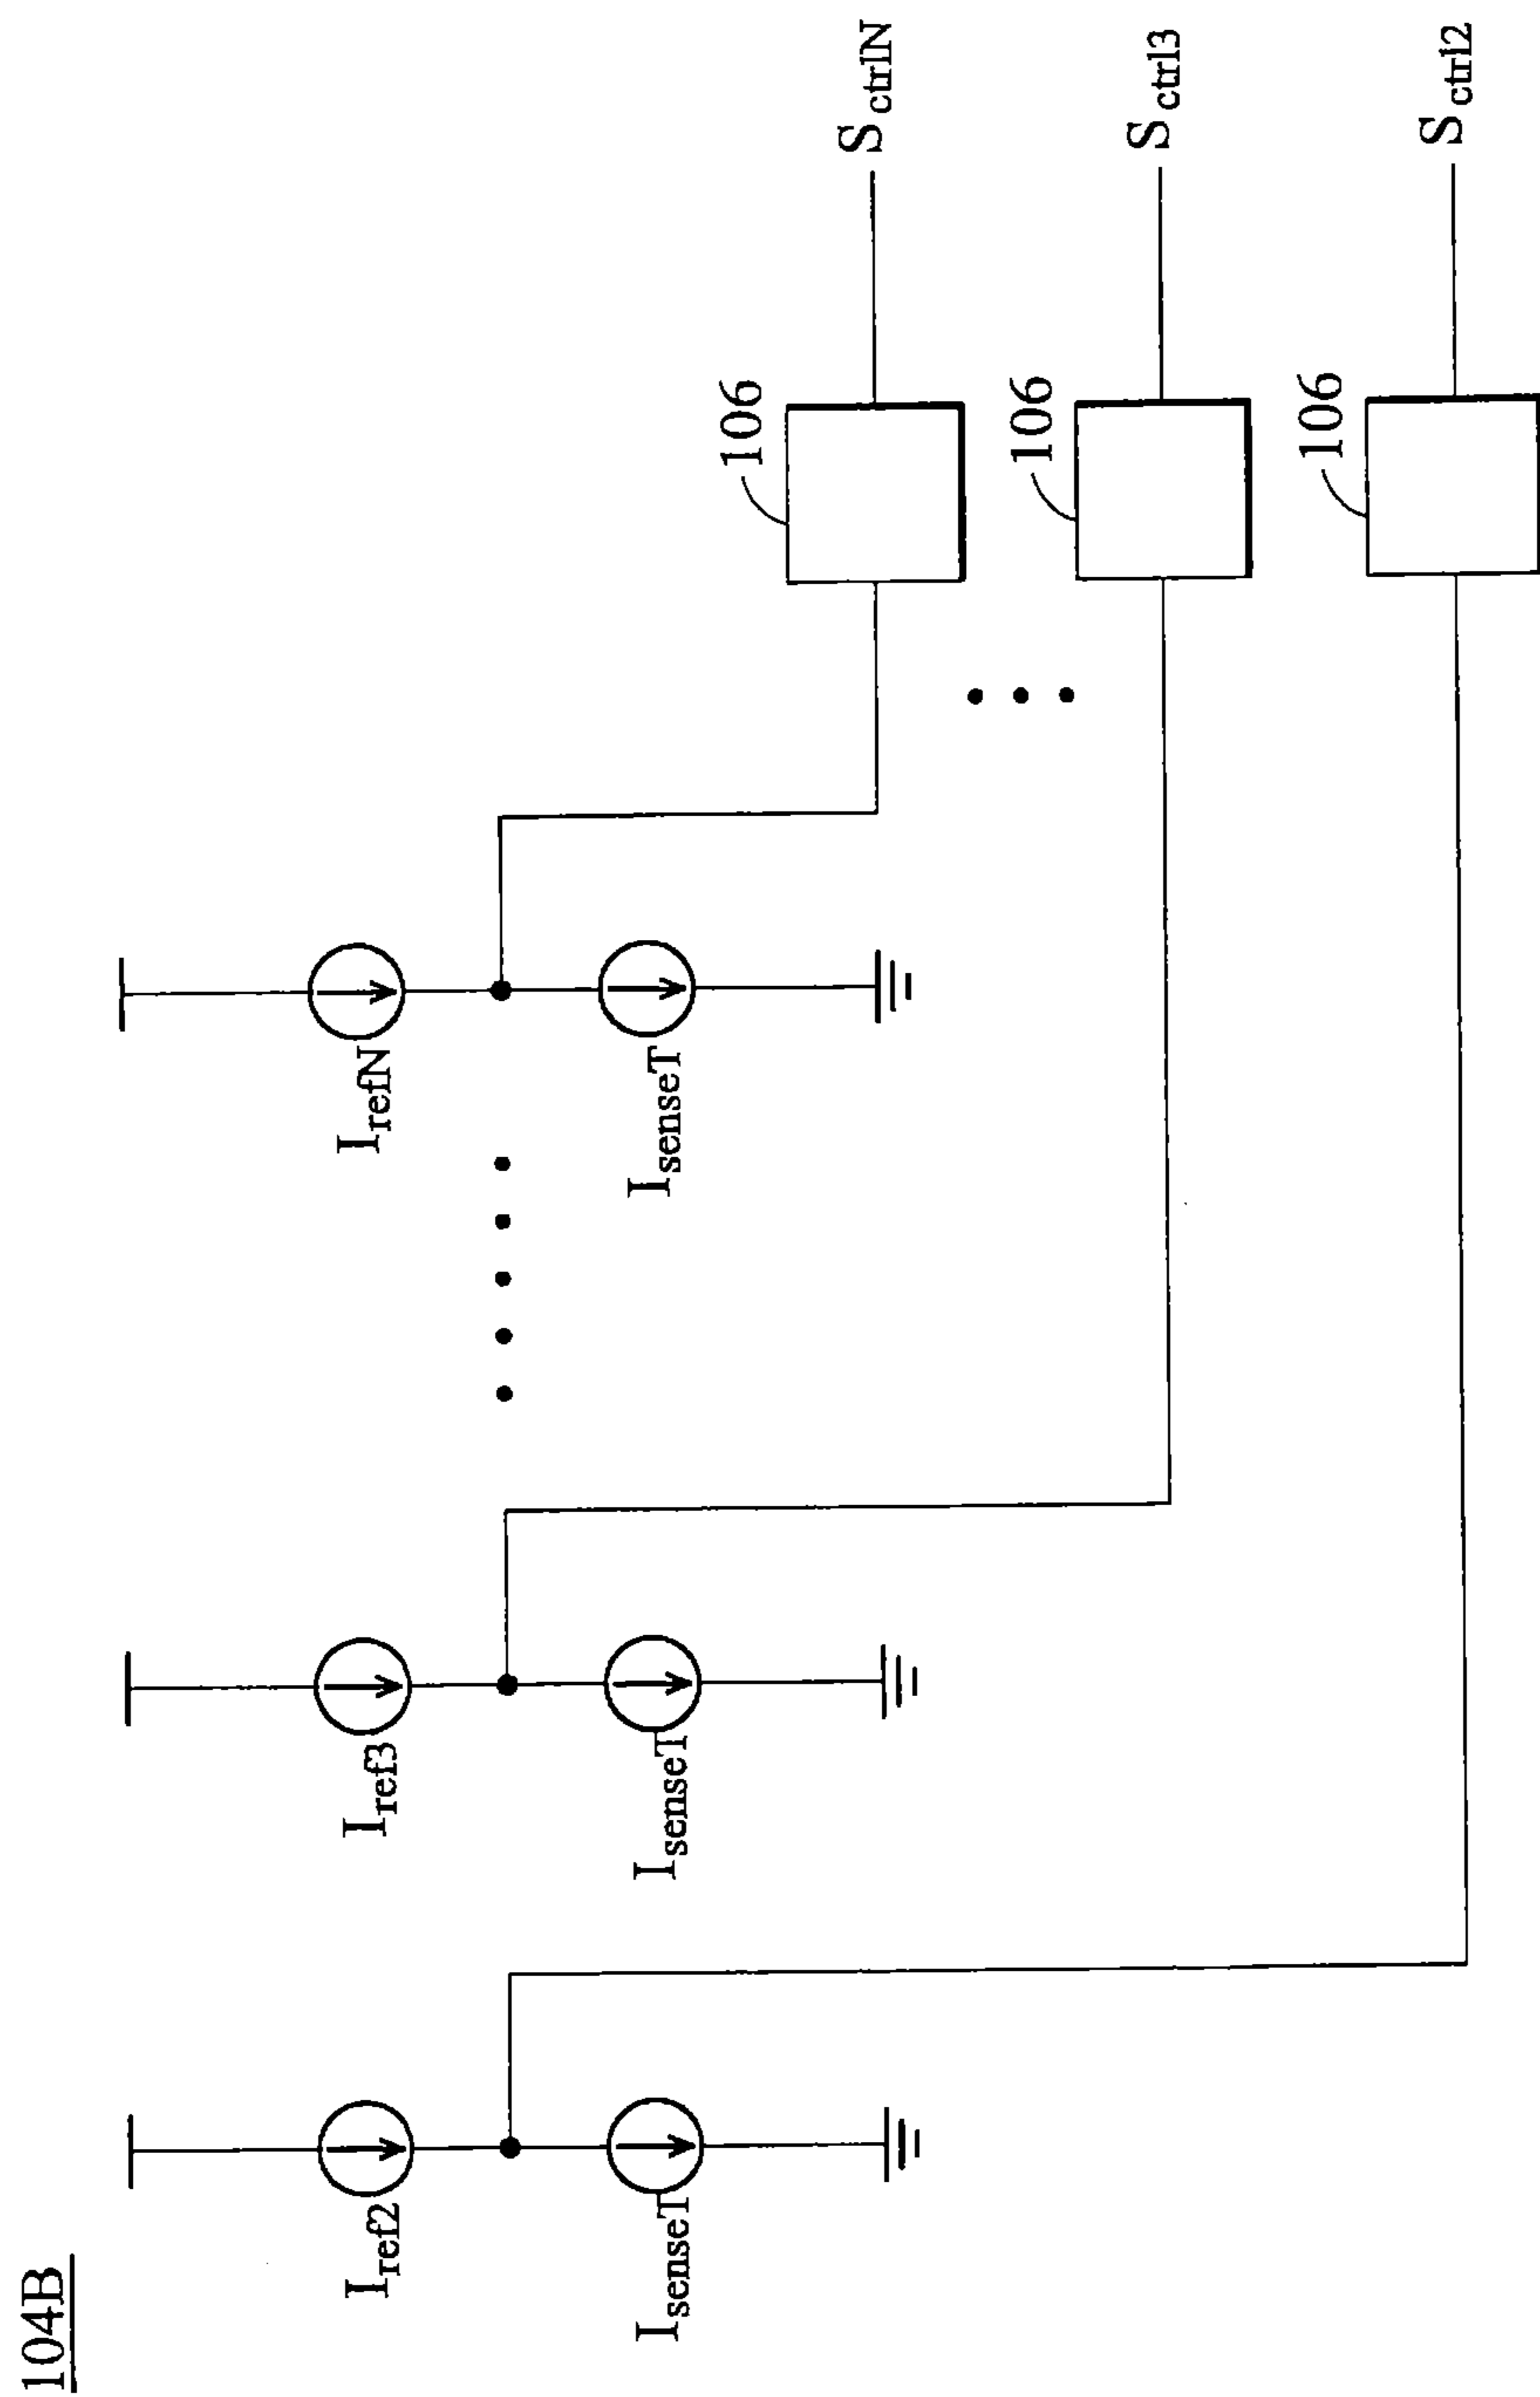 104B
I_ref2
I_ref3
I_refN
I_senseT
I_senseT
I_senseT
106
S_ctrlN
106
S_ctrl3
106
S_ctrl2